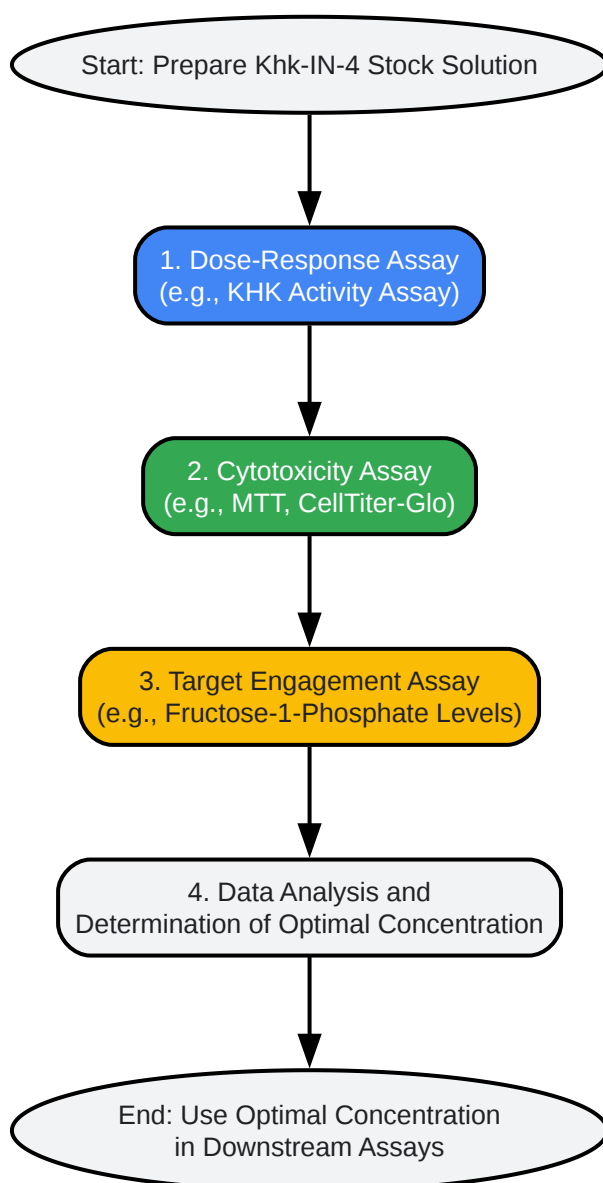 Start: Prepare Khk-IN-4 Stock Solution
1. Dose-Response Assay
(e.g., KHK Activity Assay)
2. Cytotoxicity Assay
(e.g., MTT, CellTiter-Glo)
3. Target Engagement Assay
(e.g., Fructose-1-Phosphate Levels)
4. Data Analysis and
Determination of Optimal Concentration
End: Use Optimal Concentration
in Downstream Assays